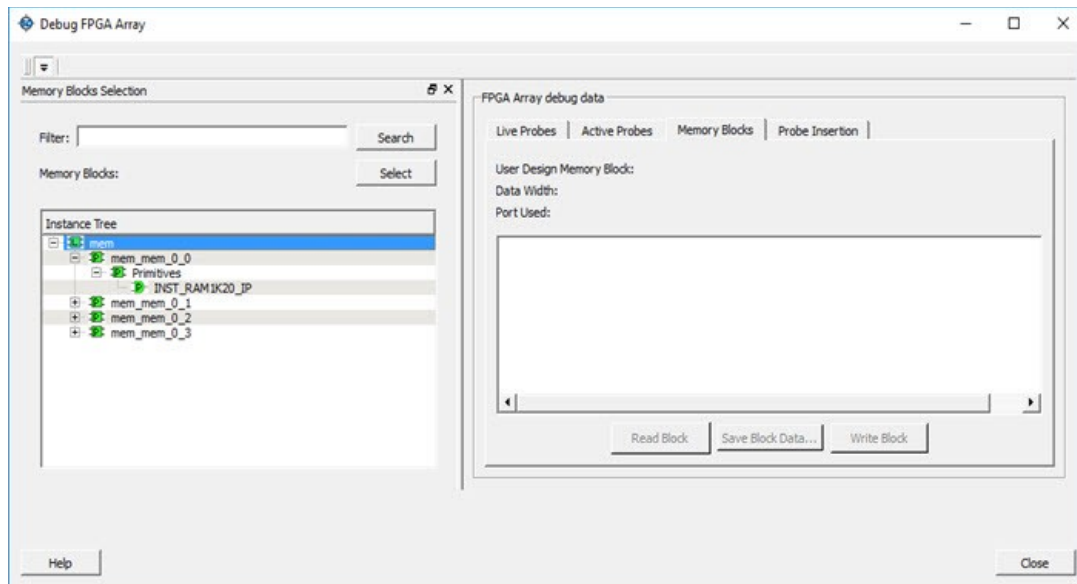 Debug FPGA Array
Memory Blocks Selection
Filter:
Search
Memory Blocks:
Select
Instance Tree
mem
mem_mem_0_0
Primitives
INST_RAM1K20_IP
mem_mem_0_1
mem_mem_0_2
mem_mem_0_3
FPGA Array debug data
Live Probes Active Probes Memory Blocks Probe Insertion
User Design Memory Block:
Data Width:
Port Used:
Read Block Save Block Data... Write Block
Help
Close